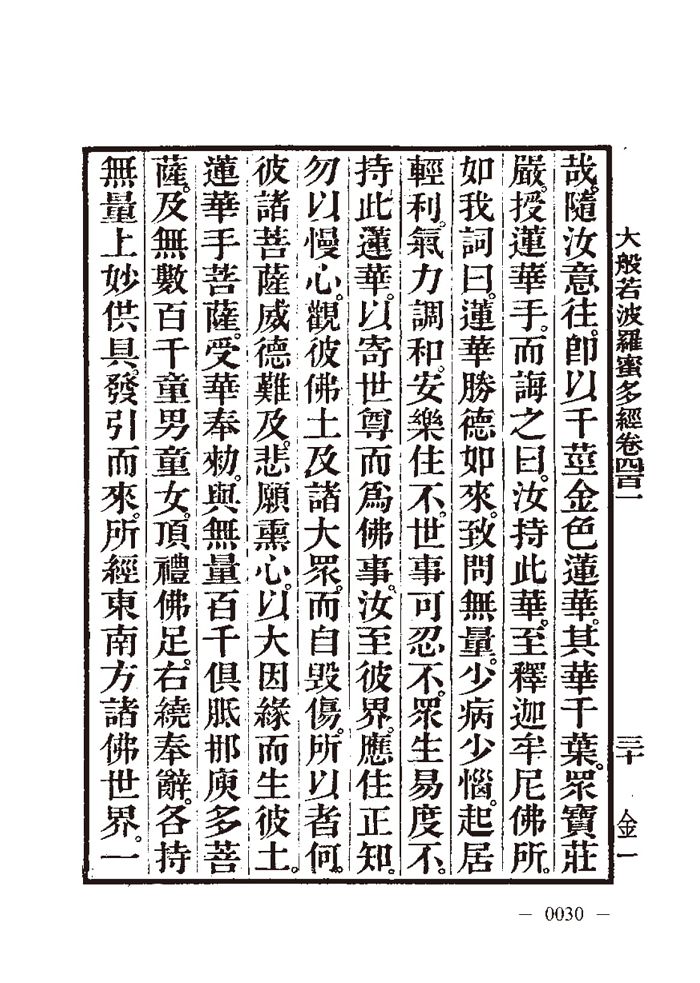 大般若波羅蜜多經卷四百一
三十
金一
哉。隨汝意往。卽以千莖金色蓮華。其華千葉。眾寶莊
嚴。授蓮華手。而誨之曰。汝持此華。至釋迦牟尼佛所。
如我詞曰。蓮華勝德如來。致問無量。少病少惱。起居
輕利。氣力調和。安樂住不。世事可忍不。眾生易度不。
持此蓮華。以寄世尊而爲佛事。汝至彼界。應住正知。
勿以慢心。觀彼佛土及諸大眾。而自毀傷。所以者何。
彼諸菩薩威德難及。悲願熏心。以大因緣而生彼土。
蓮華手菩薩。受華奉勑。與無量百千俱胝那庾多菩
薩。及無數百千童男童女。頂禮佛足。右繞奉辭。各持
無量上妙供具。發引而來。所經東南方諸佛世界。一
— 0030 —